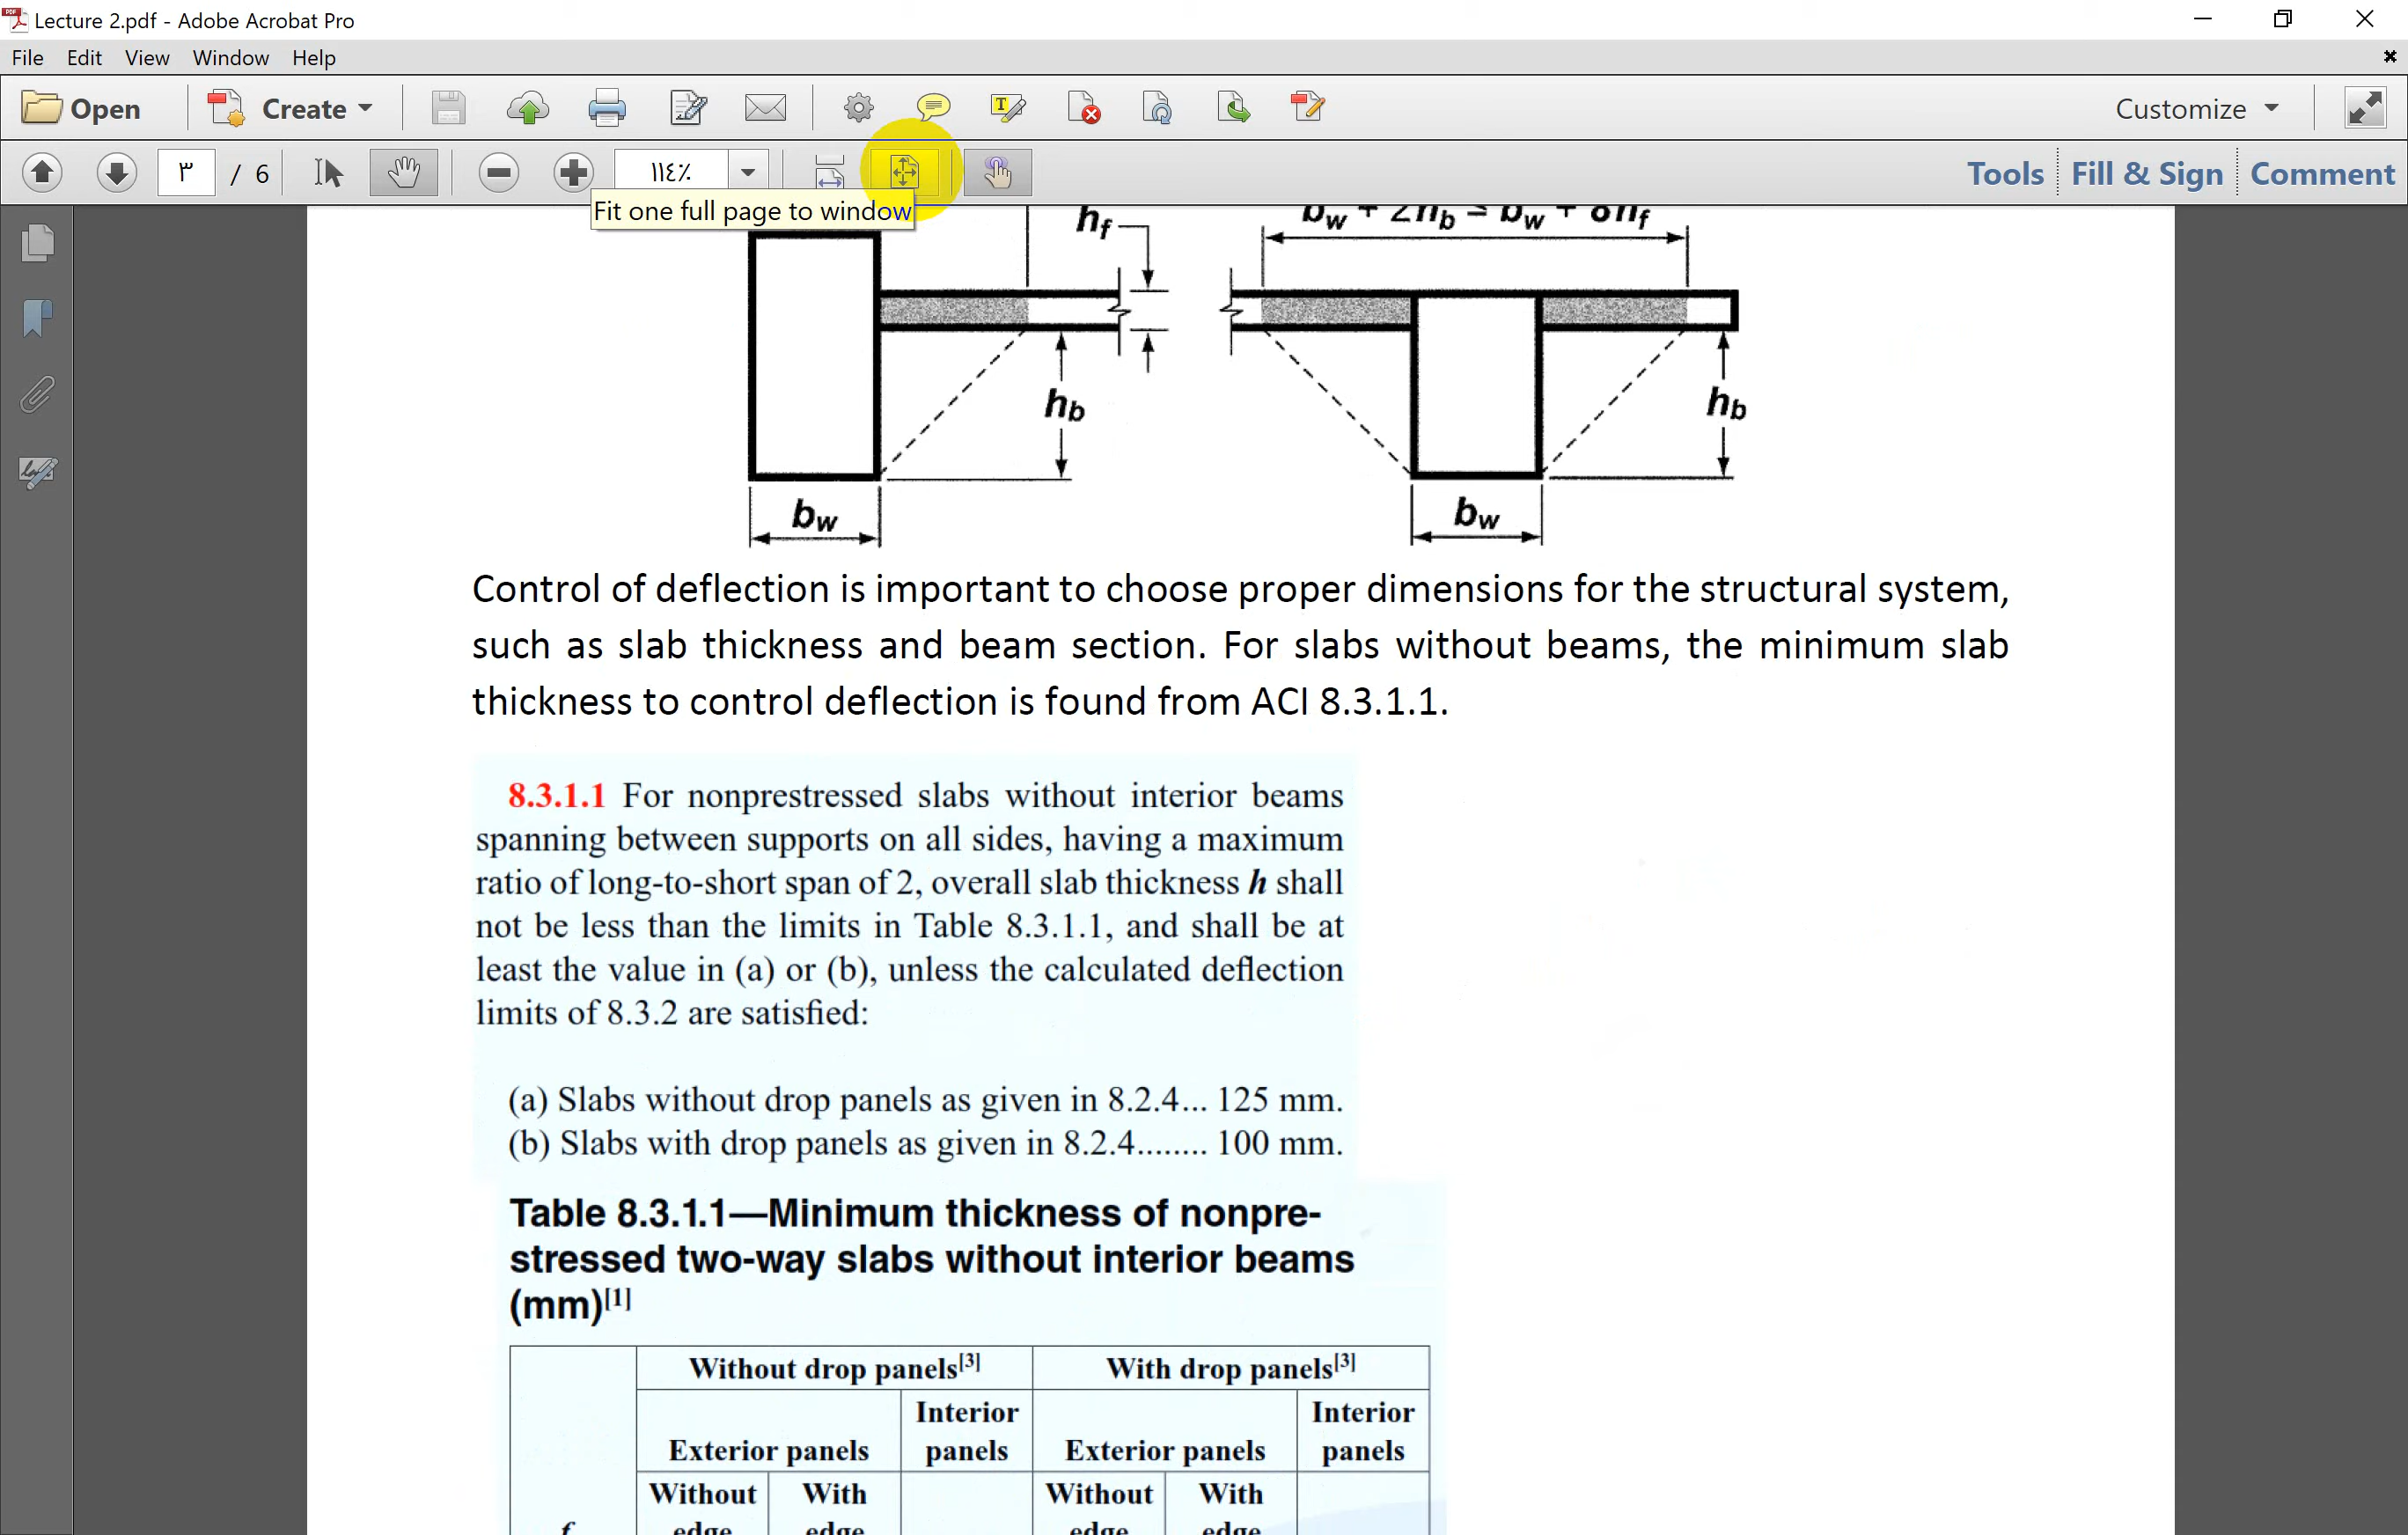 Lecture 2.pdf - Adobe Acrobat Pro
File Edit View Window Help
Open Create Customize
٣ / 6 ١١٤٪ Tools Fill & Sign Comment
Fit one full page to window
hf bw + 2hb ≤ bw + 8hf
hb hb
bw bw
Control of deflection is important to choose proper dimensions for the structural system,
such as slab thickness and beam section. For slabs without beams, the minimum slab
thickness to control deflection is found from ACI 8.3.1.1.
8.3.1.1 For nonprestressed slabs without interior beams
spanning between supports on all sides, having a maximum
ratio of long-to-short span of 2, overall slab thickness h shall
not be less than the limits in Table 8.3.1.1, and shall be at
least the value in (a) or (b), unless the calculated deflection
limits of 8.3.2 are satisfied:
(a) Slabs without drop panels as given in 8.2.4... 125 mm.
(b) Slabs with drop panels as given in 8.2.4........ 100 mm.
Table 8.3.1.1—Minimum thickness of nonpre-
stressed two-way slabs without interior beams
(mm)[1]
Without drop panels[3] With drop panels[3]
Interior Interior
Exterior panels panels Exterior panels panels
Without With Without With
edge edge edge edge